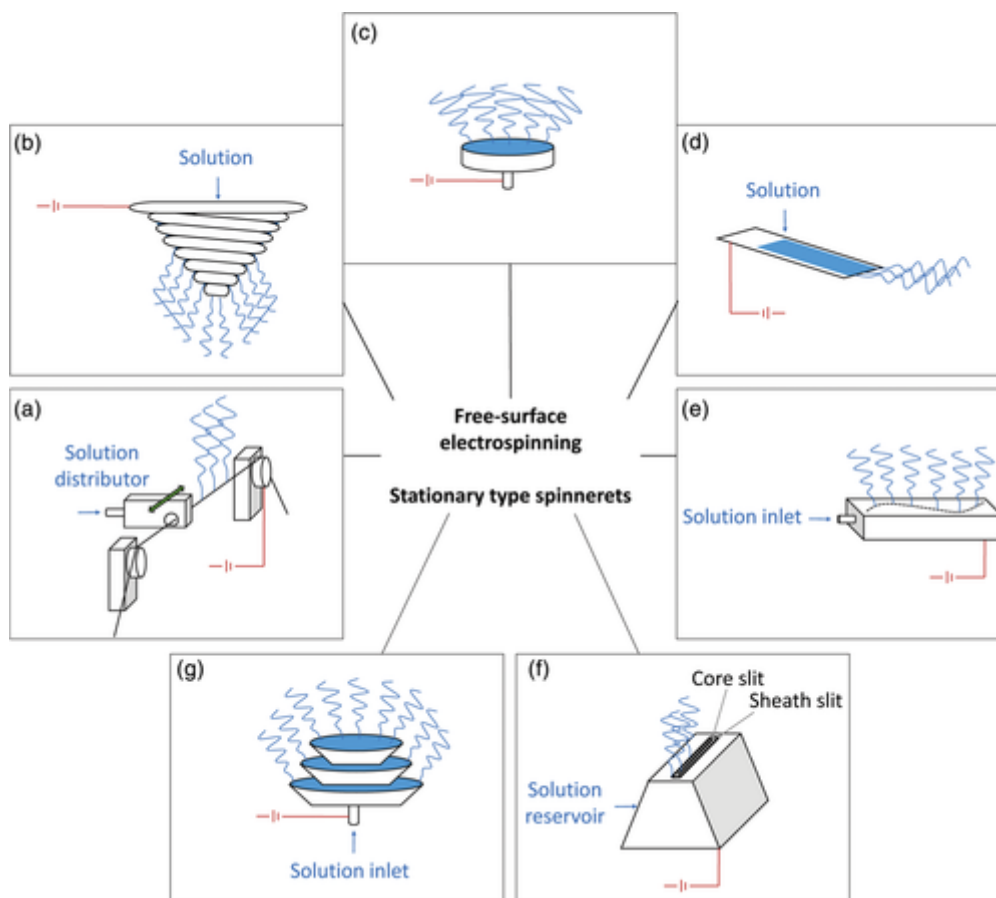 (c)
(b)
Solution
(d)
Solution
(a)
Solution
distributor
Free-surface
electrospinning
Stationary type spinnerets
(e)
Solution inlet
(g)
Solution inlet
(f)
Core slit
Sheath slit
Solution
reservoir